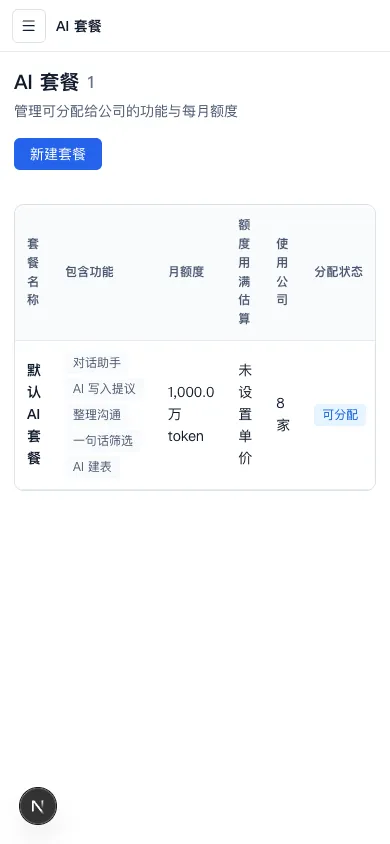 AI 套餐
AI 套餐 1
管理可分配给公司的功能与每月额度
新建套餐
套餐名称
包含功能
月额度
额度用满估算
使用公司
分配状态
默认 AI 套餐
对话助手
AI 写入提议
整理沟通
一句话筛选
AI 建表
1,000.0
万
token
未设置单价
8
家
可分配
N